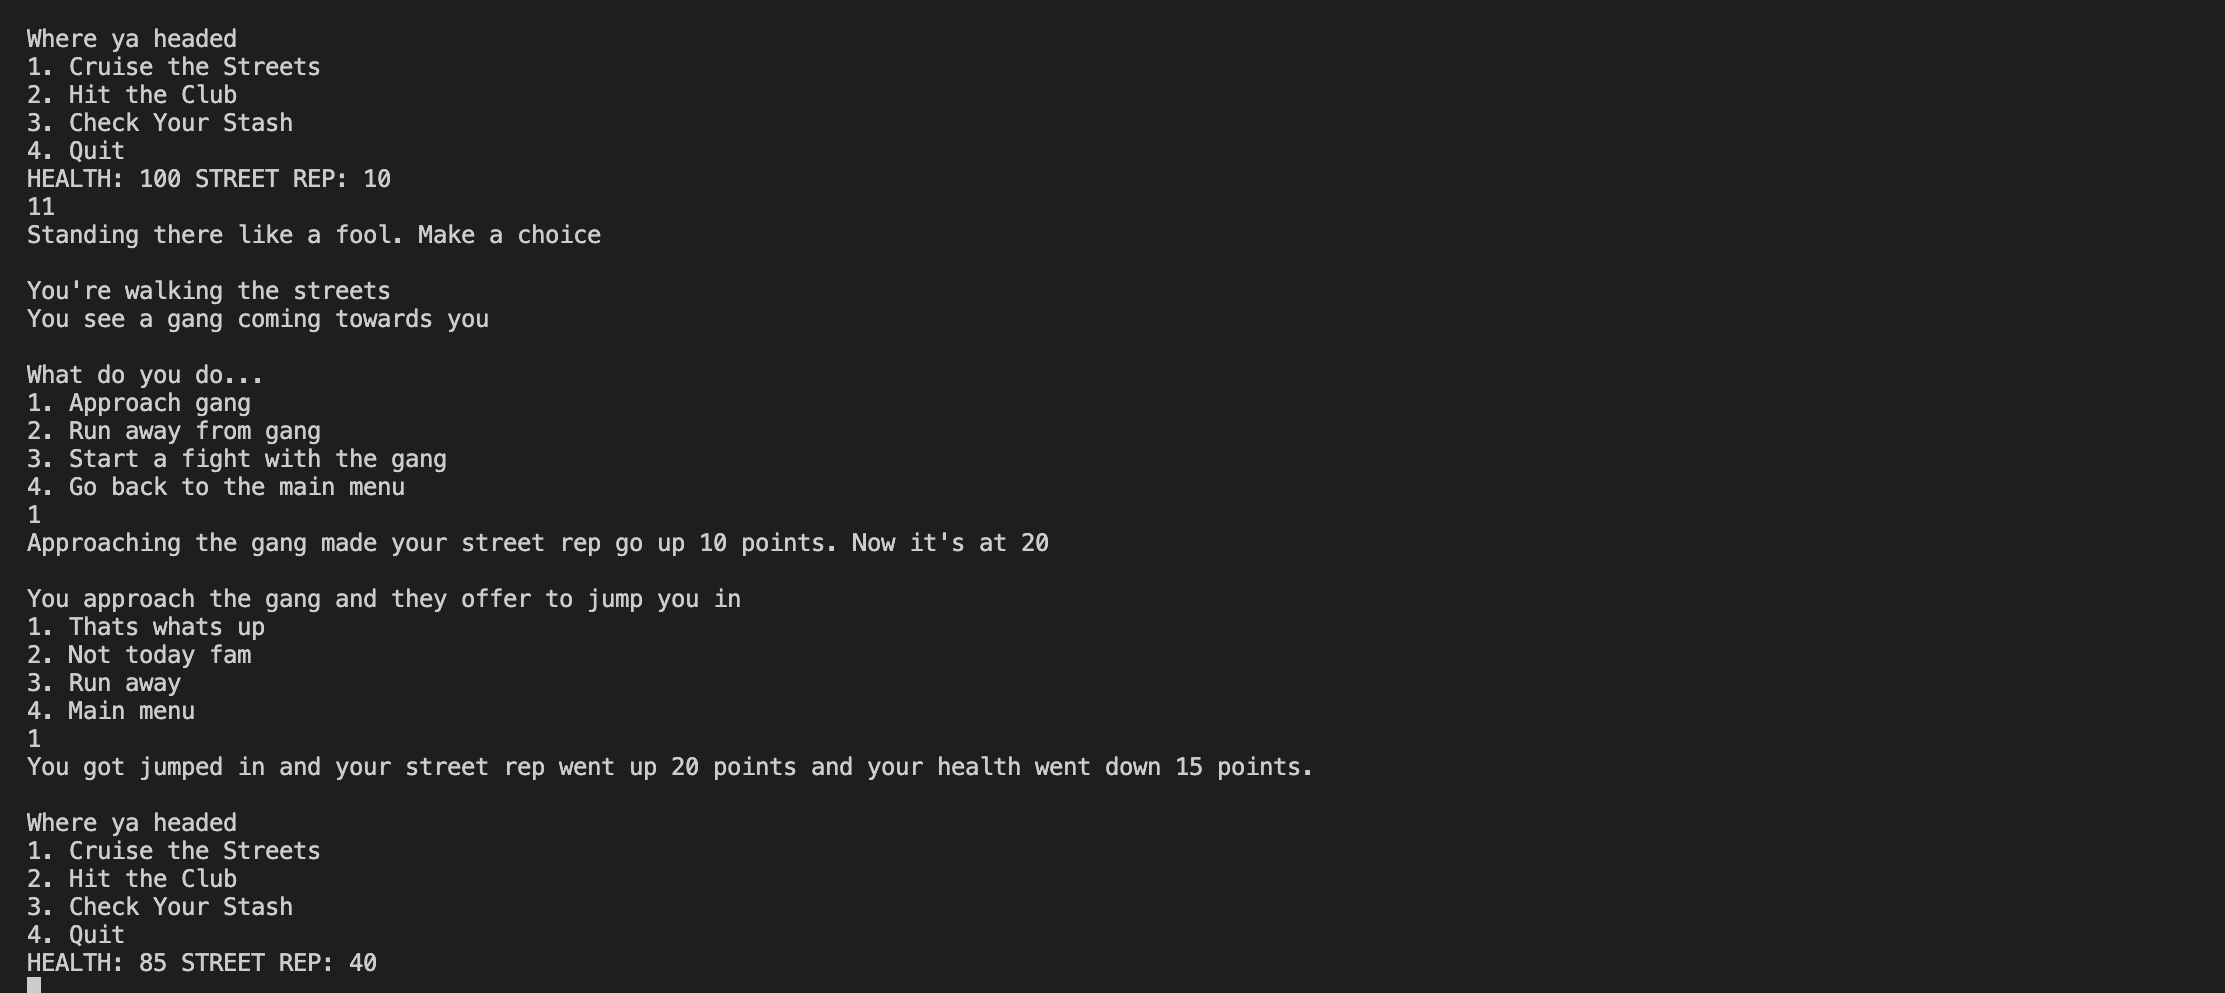 Where ya headed
1. Cruise the Streets
2. Hit the Club
3. Check Your Stash
4. Quit
HEALTH: 100 STREET REP: 10
11
Standing there like a fool. Make a choice
You're walking the streets
You see a gang coming towards you
What do you do...
1. Approach gang
2. Run away from gang
3. Start a fight with the gang
4. Go back to the main menu
1
Approaching the gang made your street rep go up 10 points. Now it's at 20
You approach the gang and they offer to jump you in
1. Thats whats up
2. Not today fam
3. Run away
4. Main menu
1
You got jumped in and your street rep went up 20 points and your health went down 15 points.
Where ya headed
1. Cruise the Streets
2. Hit the Club
3. Check Your Stash
4. Quit
HEALTH: 85 STREET REP: 40